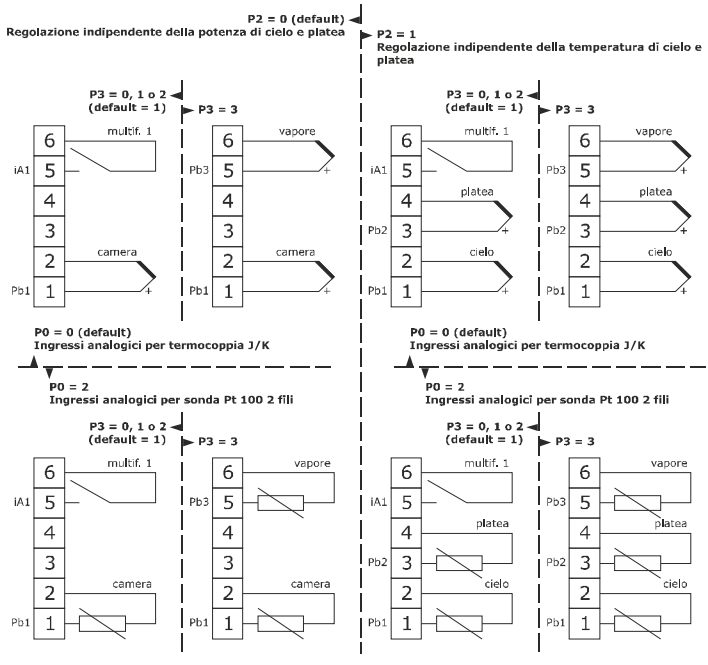 P2 = 0 (default)
Regolazione indipendente della potenza di cielo e platea
P2 = 1
Regolazione indipendente della temperatura di cielo e
platea
P3 = 0, 1 o 2
(default = 1)
P3 = 3
P3 = 0, 1 o 2
(default = 1)
P3 = 3
6
multif. 1
iA1
5
4
3
2
camera
Pb1
1
+
6
vapore
Pb3
5
+
4
3
2
camera
Pb1
1
+
6
multif. 1
iA1
5
4
platea
Pb2
3
+
2
cielo
Pb1
1
+
6
vapore
Pb3
5
+
4
platea
Pb2
3
+
2
cielo
Pb1
1
+
P0 = 0 (default)
Ingressi analogici per termocoppia J/K
P0 = 0 (default)
Ingressi analogici per termocoppia J/K
P0 = 2
Ingressi analogici per sonda Pt 100 2 fili
P0 = 2
Ingressi analogici per sonda Pt 100 2 fili
P3 = 0, 1 o 2
(default = 1)
P3 = 3
P3 = 0, 1 o 2
(default = 1)
P3 = 3
6
multif. 1
iA1
5
4
3
2
camera
Pb1
1
6
vapore
Pb3
5
4
3
2
camera
Pb1
1
6
multif. 1
iA1
5
4
platea
Pb2
3
2
cielo
Pb1
1
6
vapore
Pb3
5
4
platea
Pb2
3
2
cielo
Pb1
1